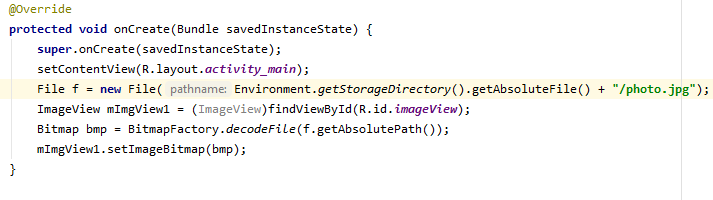 @Override
protected void onCreate(Bundle savedInstanceState) {
super.onCreate(savedInstanceState);
setContentView(R.layout.activity_main);
File f = new File( pathname: Environment.getStorageDirectory().getAbsoluteFile() + "/photo.jpg");
ImageView mImgView1 = (ImageView)findViewById(R.id.imageView);
Bitmap bmp = BitmapFactory.decodeFile(f.getAbsolutePath());
mImgView1.setImageBitmap(bmp);
}